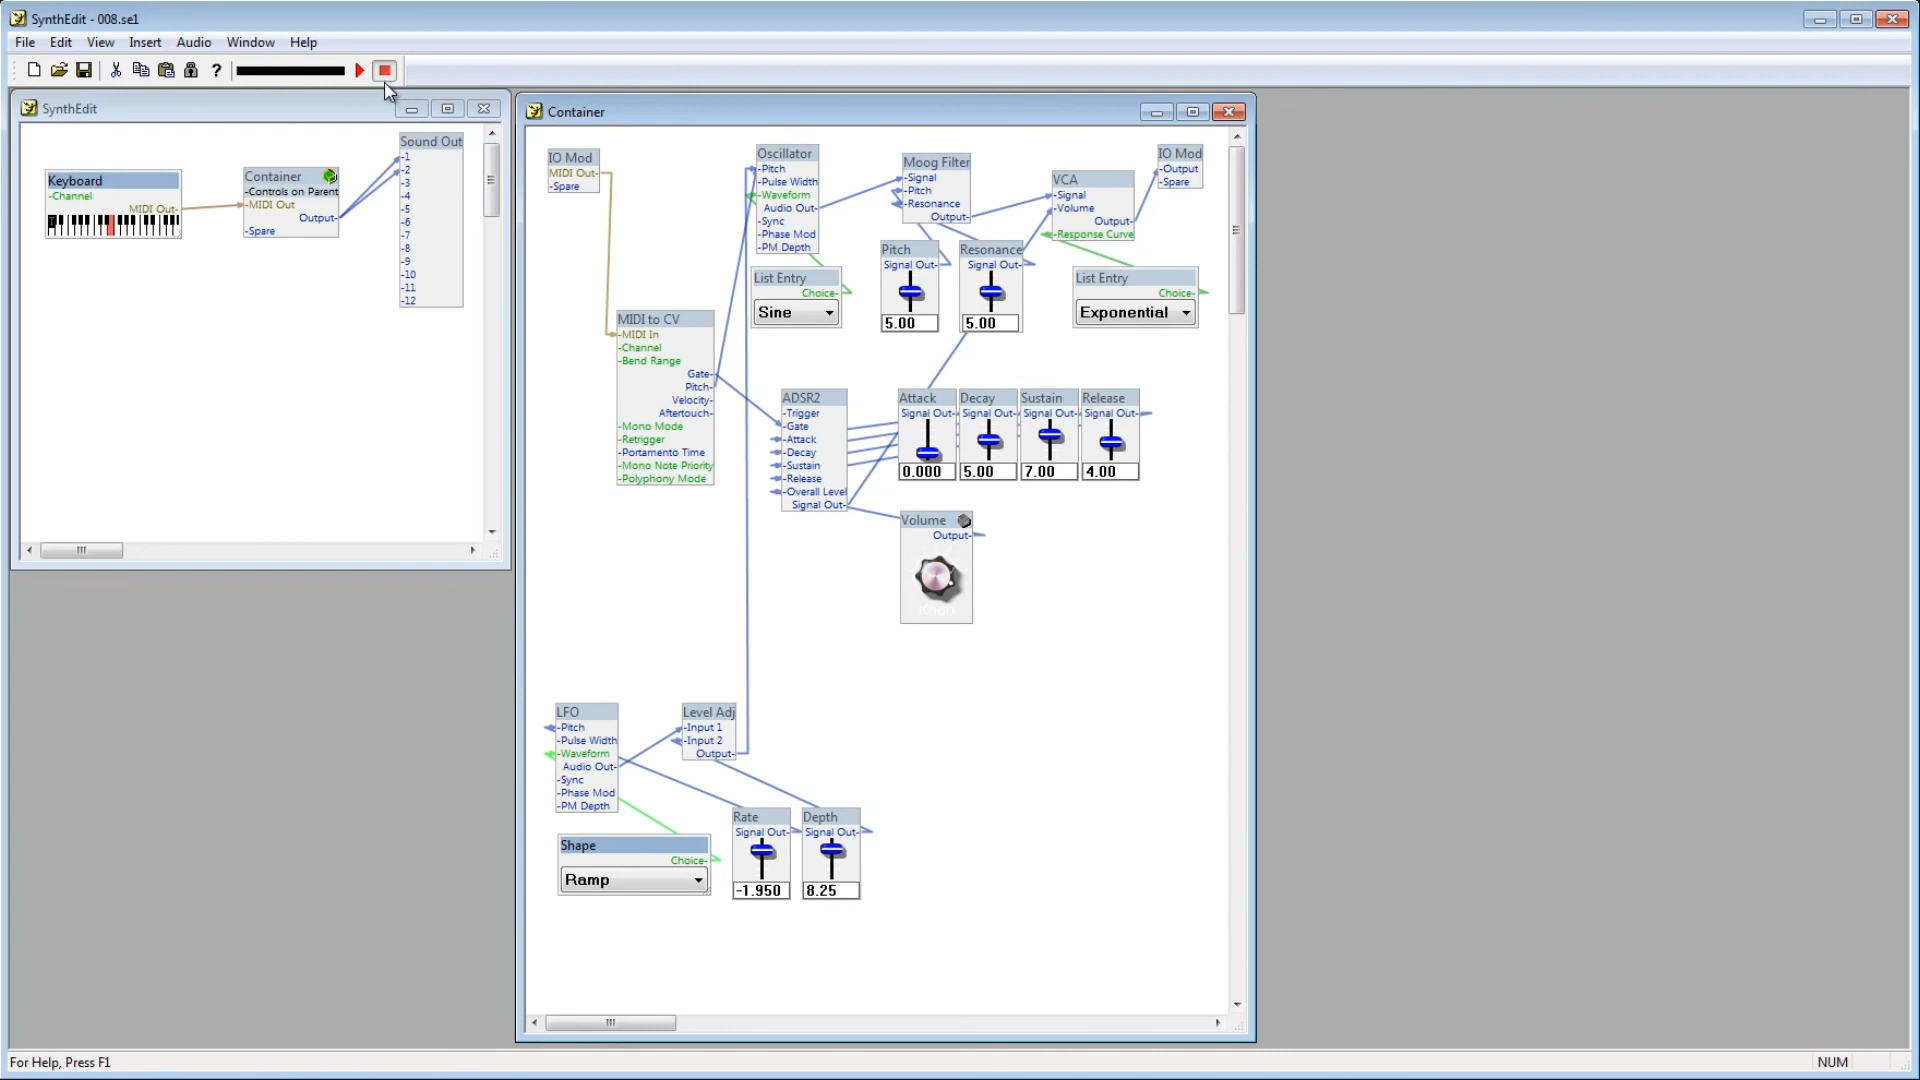 SynthEdit - 008.se1
File Edit View Insert Audio Window Help
?
SynthEdit
Keyboard
-Channel
MIDI Out-
T
Container
-Controls on Parent
-MIDI Out
Output-
-Spare
Sound Out
-1
-2
-3
-4
-5
-6
-7
-8
-9
-10
-11
-12
Container
IO Mod
MIDI Out-
-Spare
Oscillator
-Pitch
-Pulse Width
-Waveform
Audio Out-
-Sync
-Phase Mod
-PM Depth
Moog Filter
-Signal
-Pitch
-Resonance
Output-
VCA
-Signal
-Volume
Output-
-Response Curve
IO Mod
-Output
-Spare
List Entry
Choice-
Sine
Pitch
Signal Out-
5.00
Resonance
Signal Out-
5.00
List Entry
Choice-
Exponential
MIDI to CV
-MIDI In
-Channel
-Bend Range
Gate-
Pitch-
Velocity-
Aftertouch-
-Mono Mode
-Retrigger
-Portamento Time
-Mono Note Priority
-Polyphony Mode
ADSR2
-Trigger
-Gate
-Attack
-Decay
-Sustain
-Release
-Overall Level
Signal Out-
Attack
Signal Out-
0.000
Decay
Signal Out-
5.00
Sustain
Signal Out-
7.00
Release
Signal Out-
4.00
Volume
Output-
Knob
LFO
-Pitch
-Pulse Width
-Waveform
Audio Out-
-Sync
-Phase Mod
-PM Depth
Level Adj
-Input 1
-Input 2
Output-
Shape
Choice-
Ramp
Rate
Signal Out-
-1.950
Depth
Signal Out-
8.25
For Help, Press F1
NUM